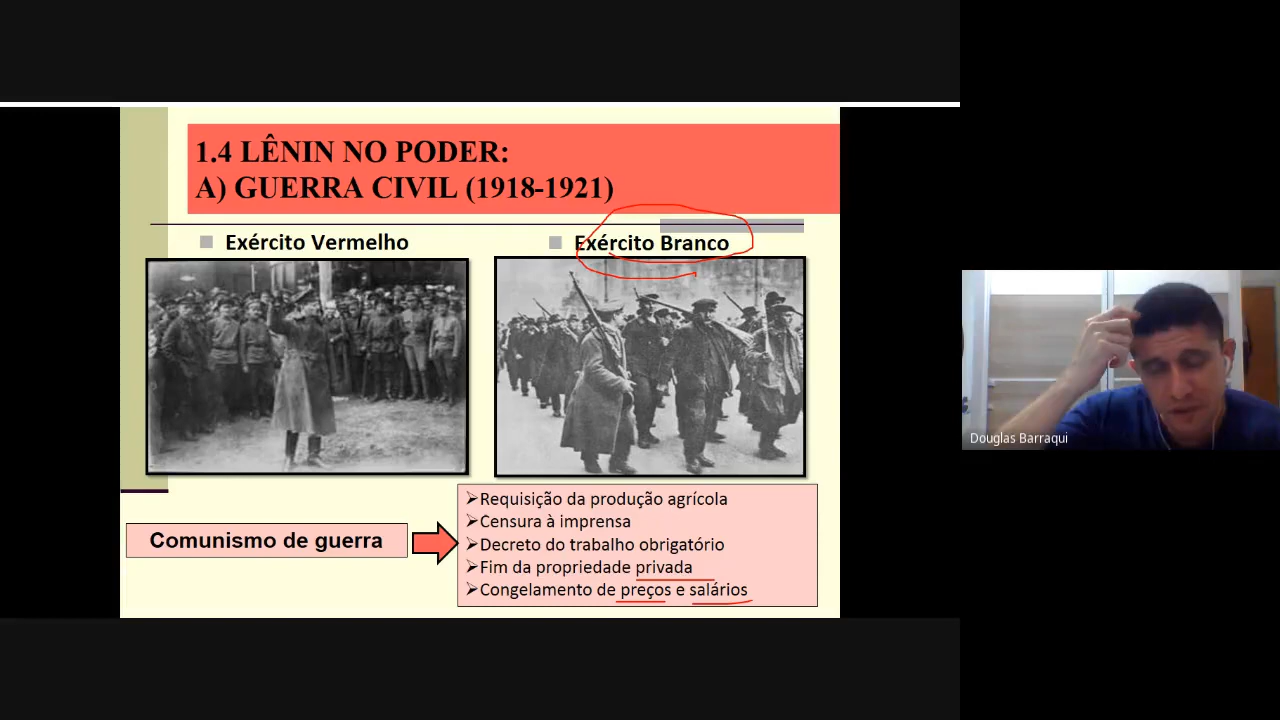 1.4 LÊNIN NO PODER:
A) GUERRA CIVIL (1918-1921)
Exército Vermelho
Exército Branco
Comunismo de guerra
Requisição da produção agrícola
Censura à imprensa
Decreto do trabalho obrigatório
Fim da propriedade privada
Congelamento de preços e salários
Douglas Barraqui